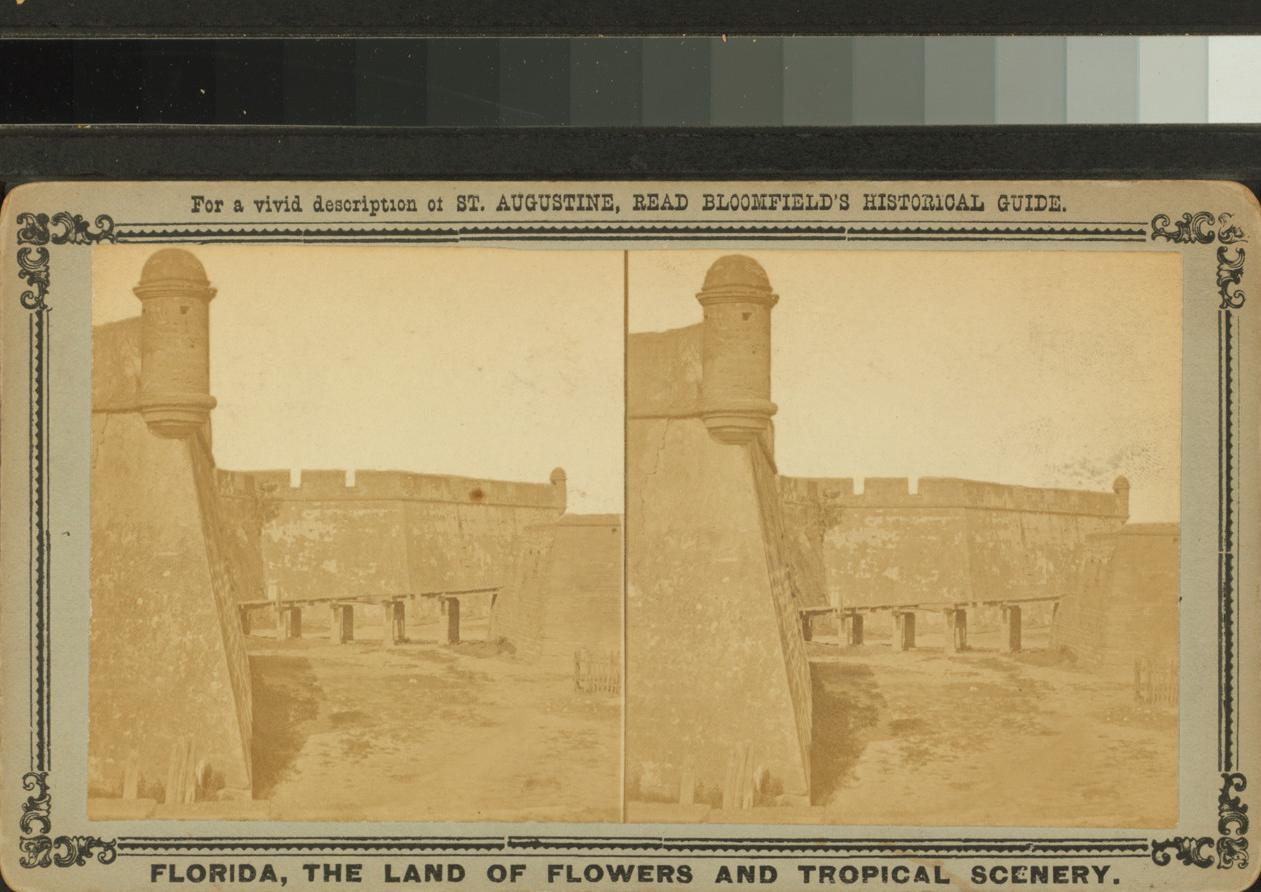 For a vivid description of ST. AUGUSTINE, READ BLOOMFIELD'S HISTORICAL GUIDE.
FLORIDA, THE LAND OF FLOWERS AND TROPICAL SCENERY.